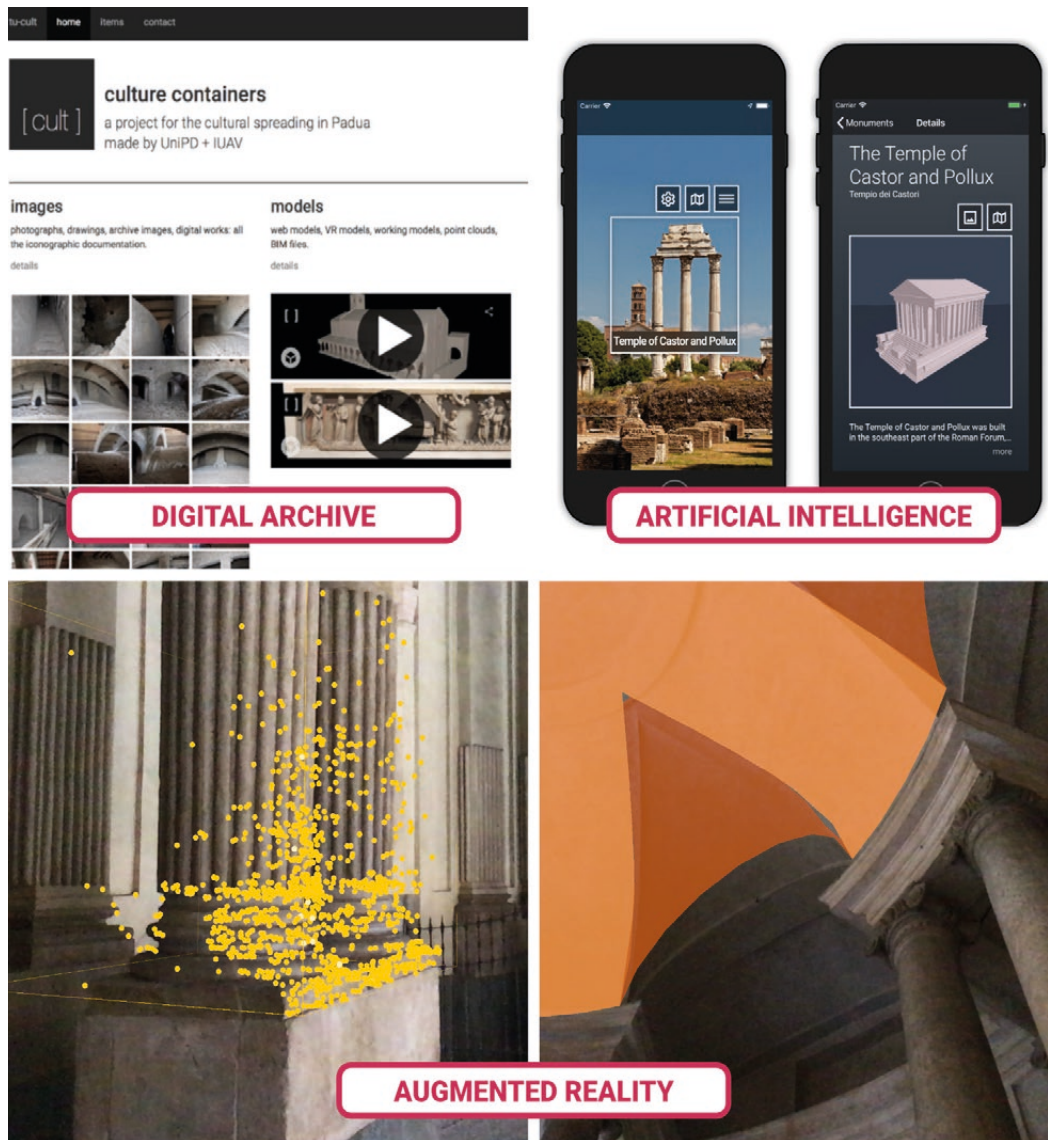 tu-cult home items contact
[ cult ]
culture containers
a project for the cultural spreading in Padua
made by UniPD + IUAV
images
photographs, drawings, archive images, digital works: all
the iconographic documentation.
details
models
web models, VR models, working models, point clouds,
BIM files.
details
DIGITAL ARCHIVE
Carrier
Temple of Castor and Pollux
Carrier
Monuments Details
The Temple of
Castor and Pollux
Tempio dei Castori
The Temple of Castor and Pollux was built
in the southeast part of the Roman Forum,...
more
ARTIFICIAL INTELLIGENCE
AUGMENTED REALITY